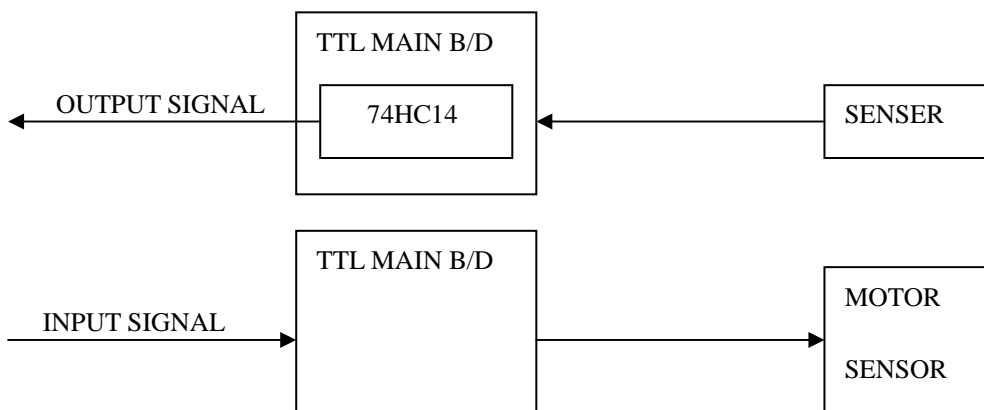 TTL MAIN B/D
OUTPUT SIGNAL
74HC14
SENSER
TTL MAIN B/D
INPUT SIGNAL
MOTOR
SENSOR